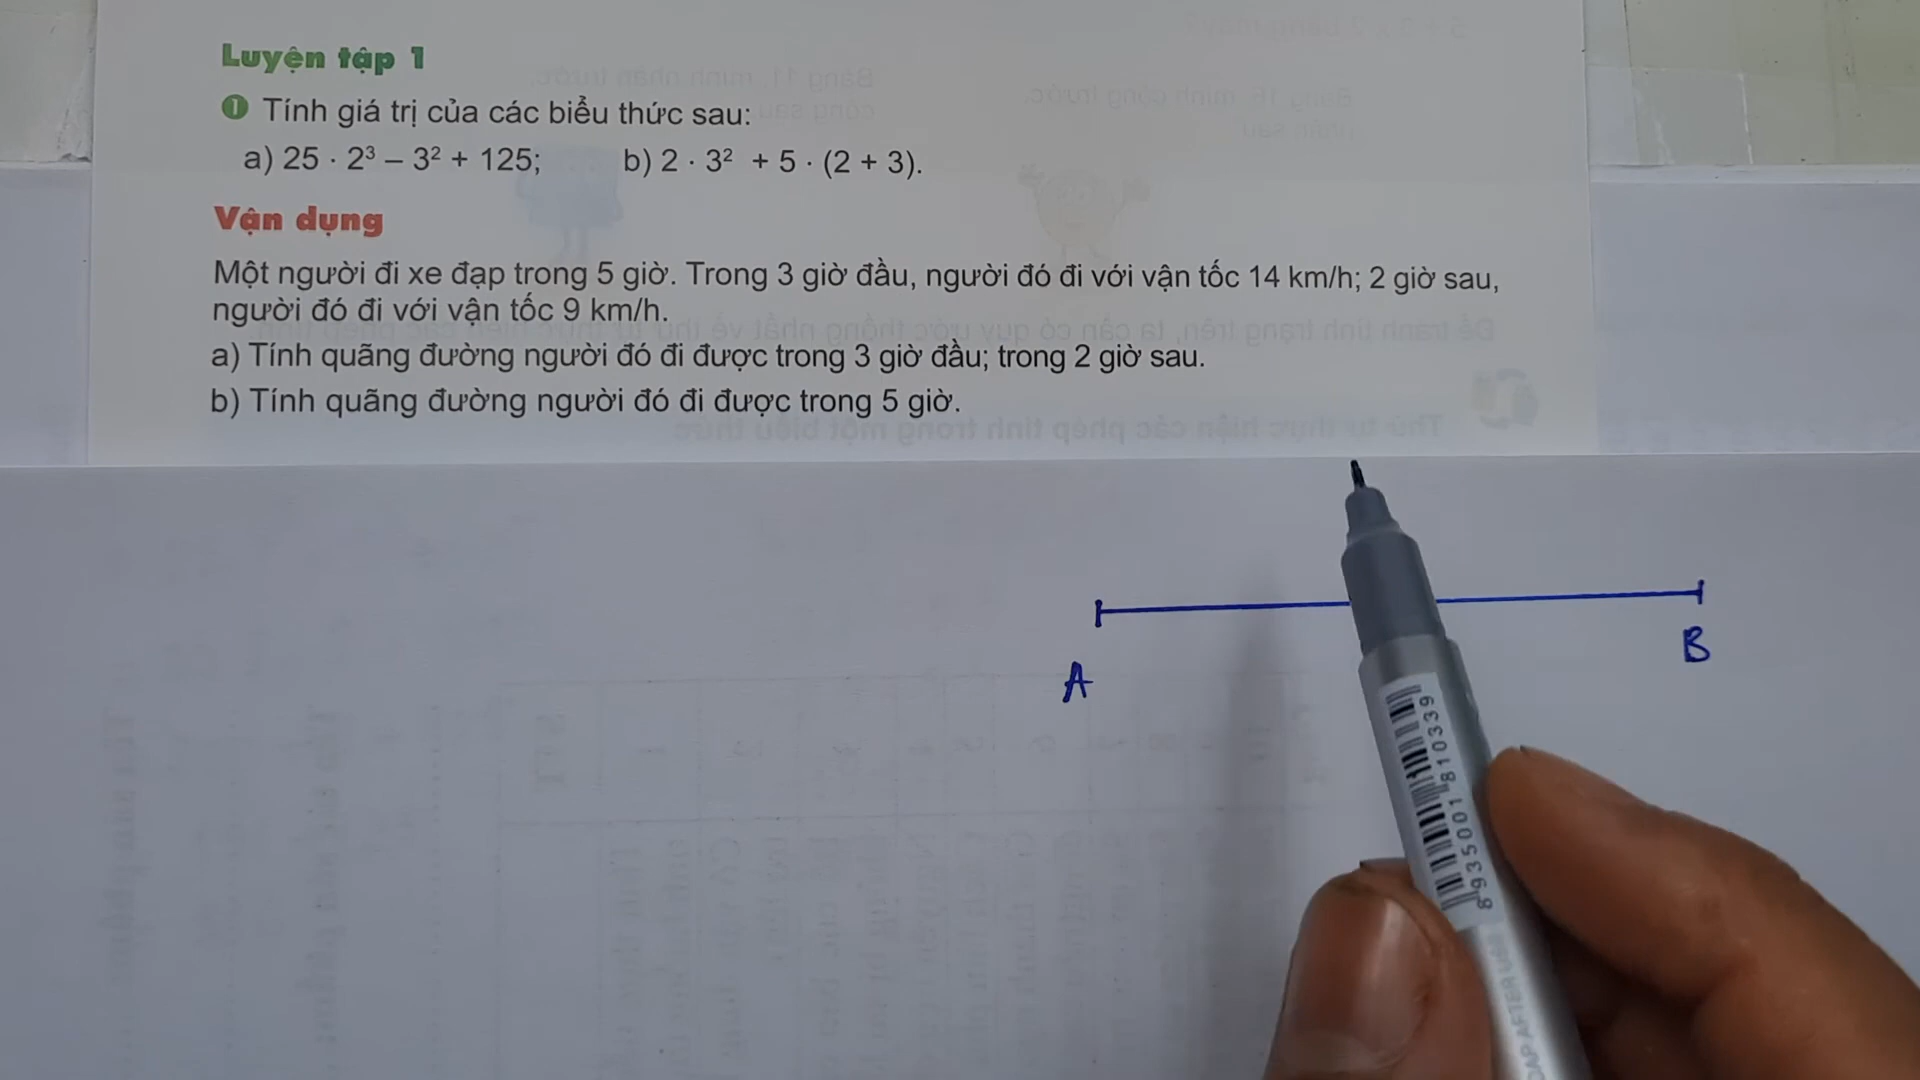 Luyện tập 1
1 Tính giá trị của các biểu thức sau:
a) 25 · 2³ – 3² + 125; b) 2 · 3² + 5 · (2 + 3).
Vận dụng
Một người đi xe đạp trong 5 giờ. Trong 3 giờ đầu, người đó đi với vận tốc 14 km/h; 2 giờ sau,
người đó đi với vận tốc 9 km/h.
a) Tính quãng đường người đó đi được trong 3 giờ đầu; trong 2 giờ sau.
b) Tính quãng đường người đó đi được trong 5 giờ.
A B
8935001810339
CAP AFTER USE